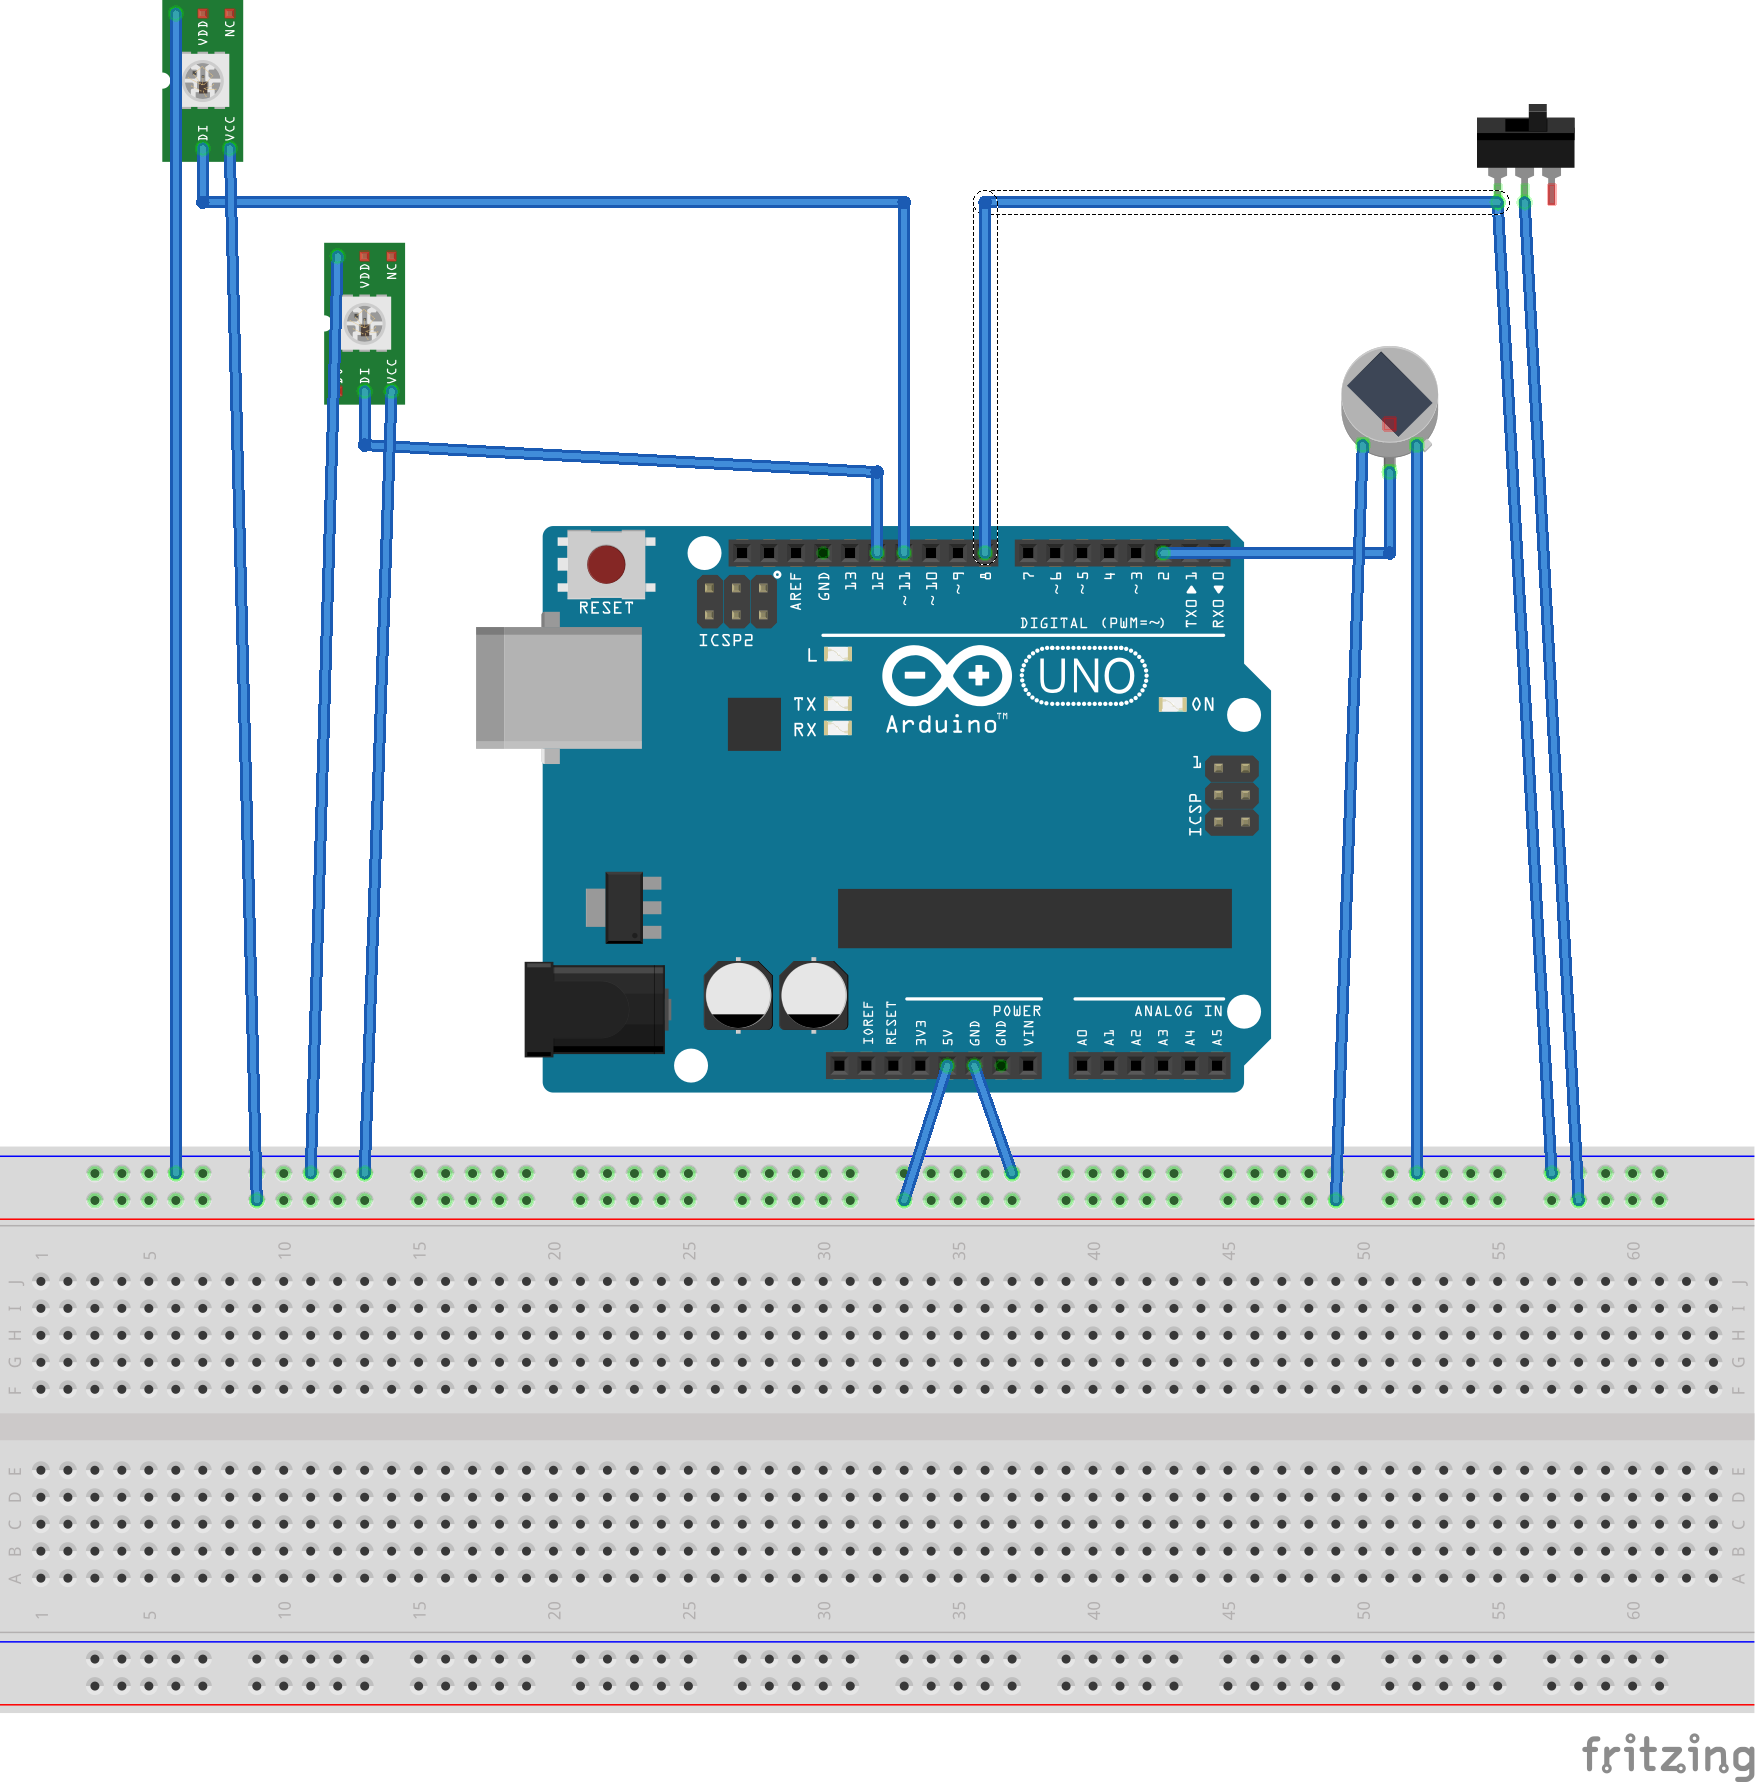 VDD NC
DI VCC
VDD NC
DI VCC
RESET
ICSP2
AREF GND 13 12 ~11 ~10 ~9 8 7 ~6 ~5 4 ~3 2 TX0 1 RX0 0
DIGITAL (PWM=~)
L
TX
RX
UNO
Arduino™
ON
1
ICSP
IOREF RESET 3V3 5V GND GND VIN
POWER
A0 A1 A2 A3 A4 A5
ANALOG IN
1 5 10 15 20 25 30 35 40 45 50 55 60
J J
I I
H H
G G
F F
E E
D D
C C
B B
A A
1 5 10 15 20 25 30 35 40 45 50 55 60
fritzing